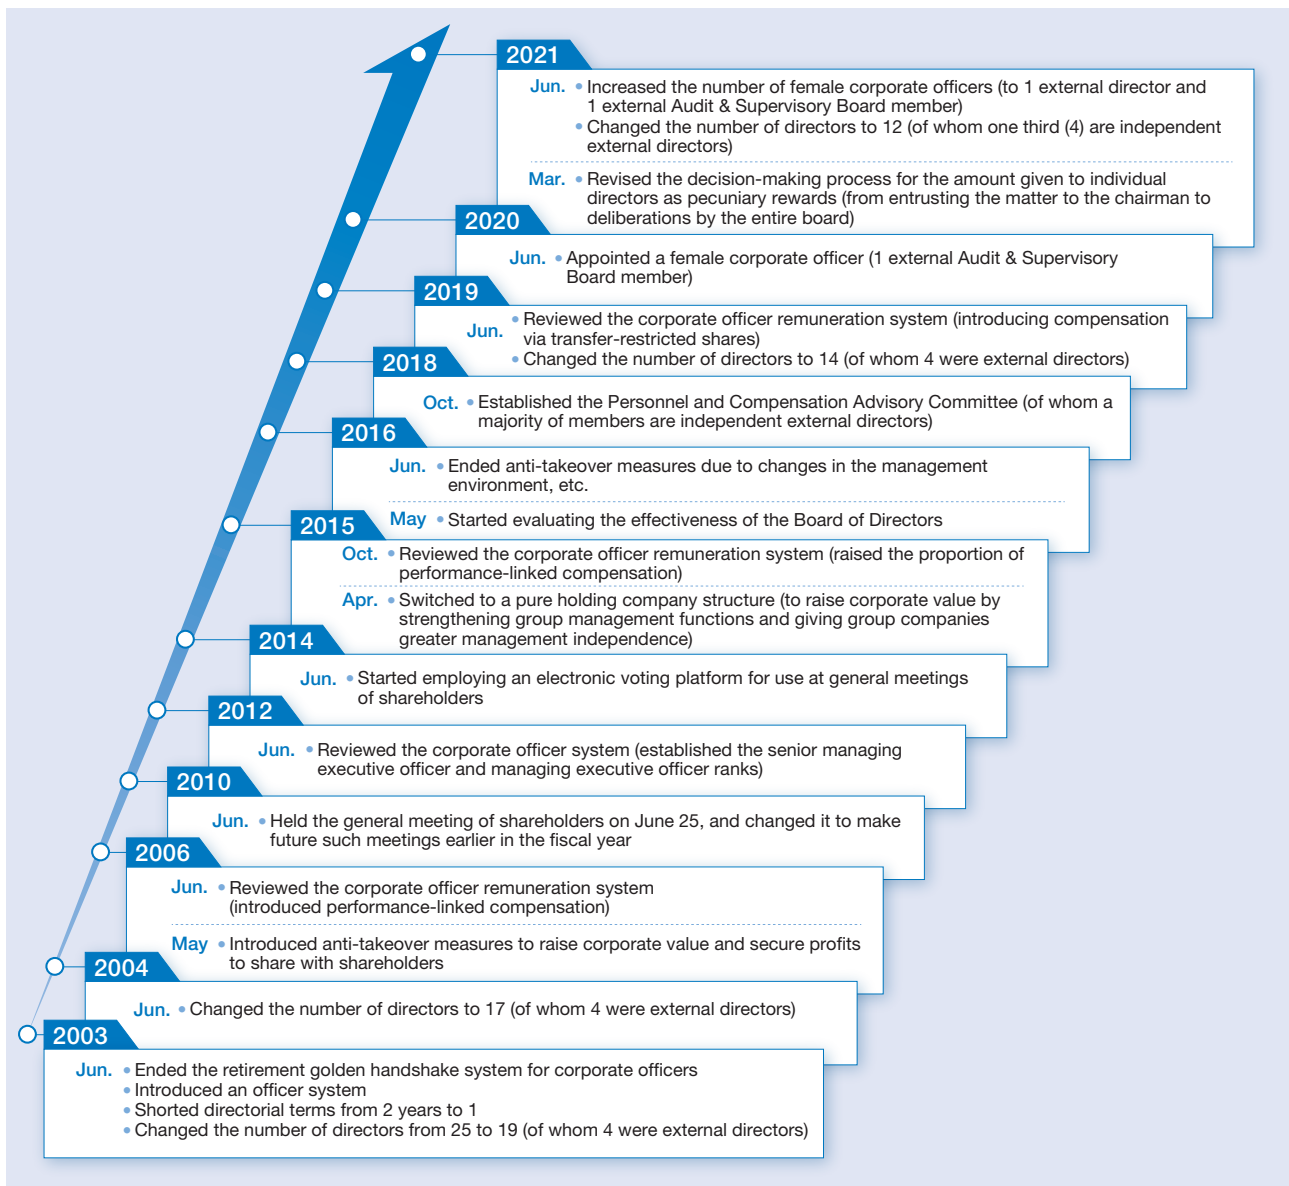 2021
Jun. • Increased the number of female corporate officers (to 1 external director and
1 external Audit & Supervisory Board member)
• Changed the number of directors to 12 (of whom one third (4) are independent
external directors)
Mar. • Revised the decision-making process for the amount given to individual
directors as pecuniary rewards (from entrusting the matter to the chairman to
deliberations by the entire board)
2020
Jun. • Appointed a female corporate officer (1 external Audit & Supervisory
Board member)
2019
Jun. • Reviewed the corporate officer remuneration system (introducing compensation
via transfer-restricted shares)
• Changed the number of directors to 14 (of whom 4 were external directors)
2018
Oct. • Established the Personnel and Compensation Advisory Committee (of whom a
majority of members are independent external directors)
2016
Jun. • Ended anti-takeover measures due to changes in the management
environment, etc.
May • Started evaluating the effectiveness of the Board of Directors
2015
Oct. • Reviewed the corporate officer remuneration system (raised the proportion of
performance-linked compensation)
Apr. • Switched to a pure holding company structure (to raise corporate value by
strengthening group management functions and giving group companies
greater management independence)
2014
Jun. • Started employing an electronic voting platform for use at general meetings
of shareholders
2012
Jun. • Reviewed the corporate officer system (established the senior managing
executive officer and managing executive officer ranks)
2010
Jun. • Held the general meeting of shareholders on June 25, and changed it to make
future such meetings earlier in the fiscal year
2006
Jun. • Reviewed the corporate officer remuneration system
(introduced performance-linked compensation)
May • Introduced anti-takeover measures to raise corporate value and secure profits
to share with shareholders
2004
Jun. • Changed the number of directors to 17 (of whom 4 were external directors)
2003
Jun. • Ended the retirement golden handshake system for corporate officers
• Introduced an officer system
• Shorted directorial terms from 2 years to 1
• Changed the number of directors from 25 to 19 (of whom 4 were external directors)